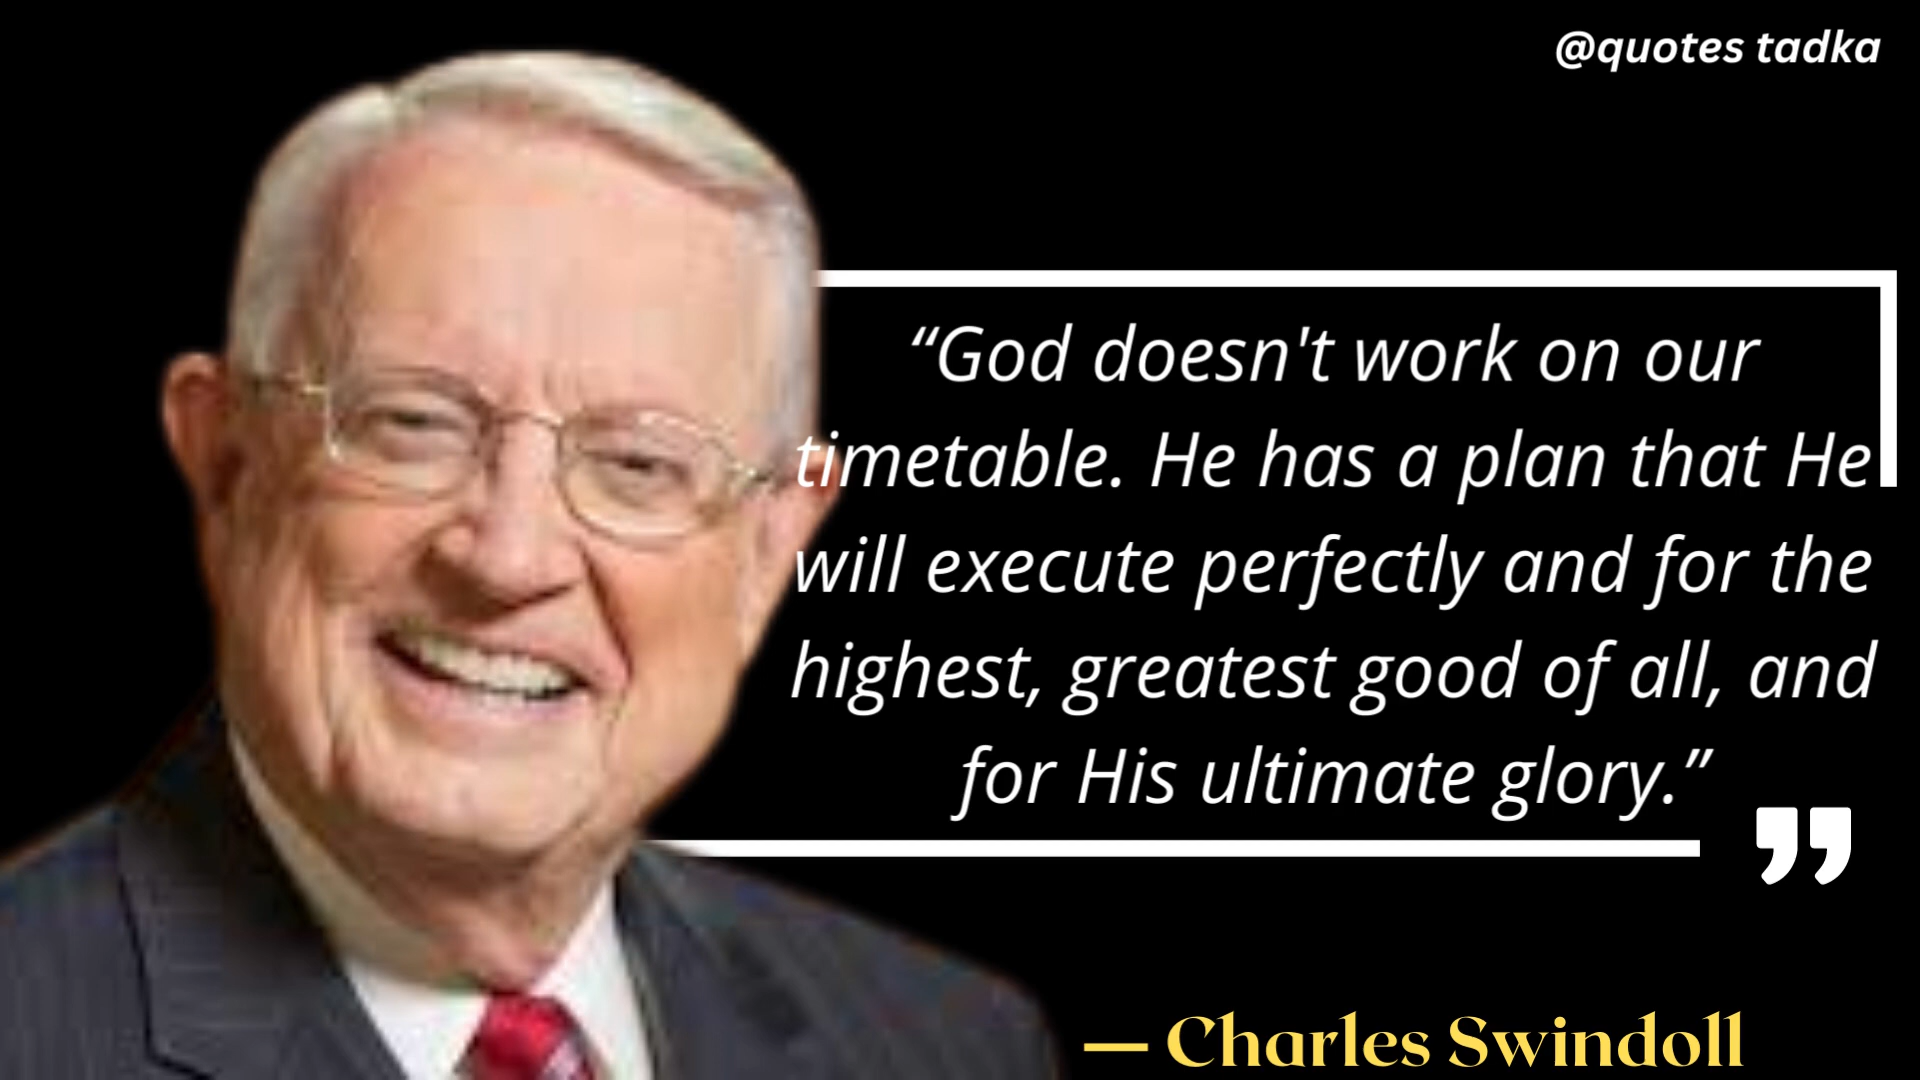 @quotes tadka
“God doesn't work on our
timetable. He has a plan that He
will execute perfectly and for the
highest, greatest good of all, and
for His ultimate glory.”
”
— Charles Swindoll